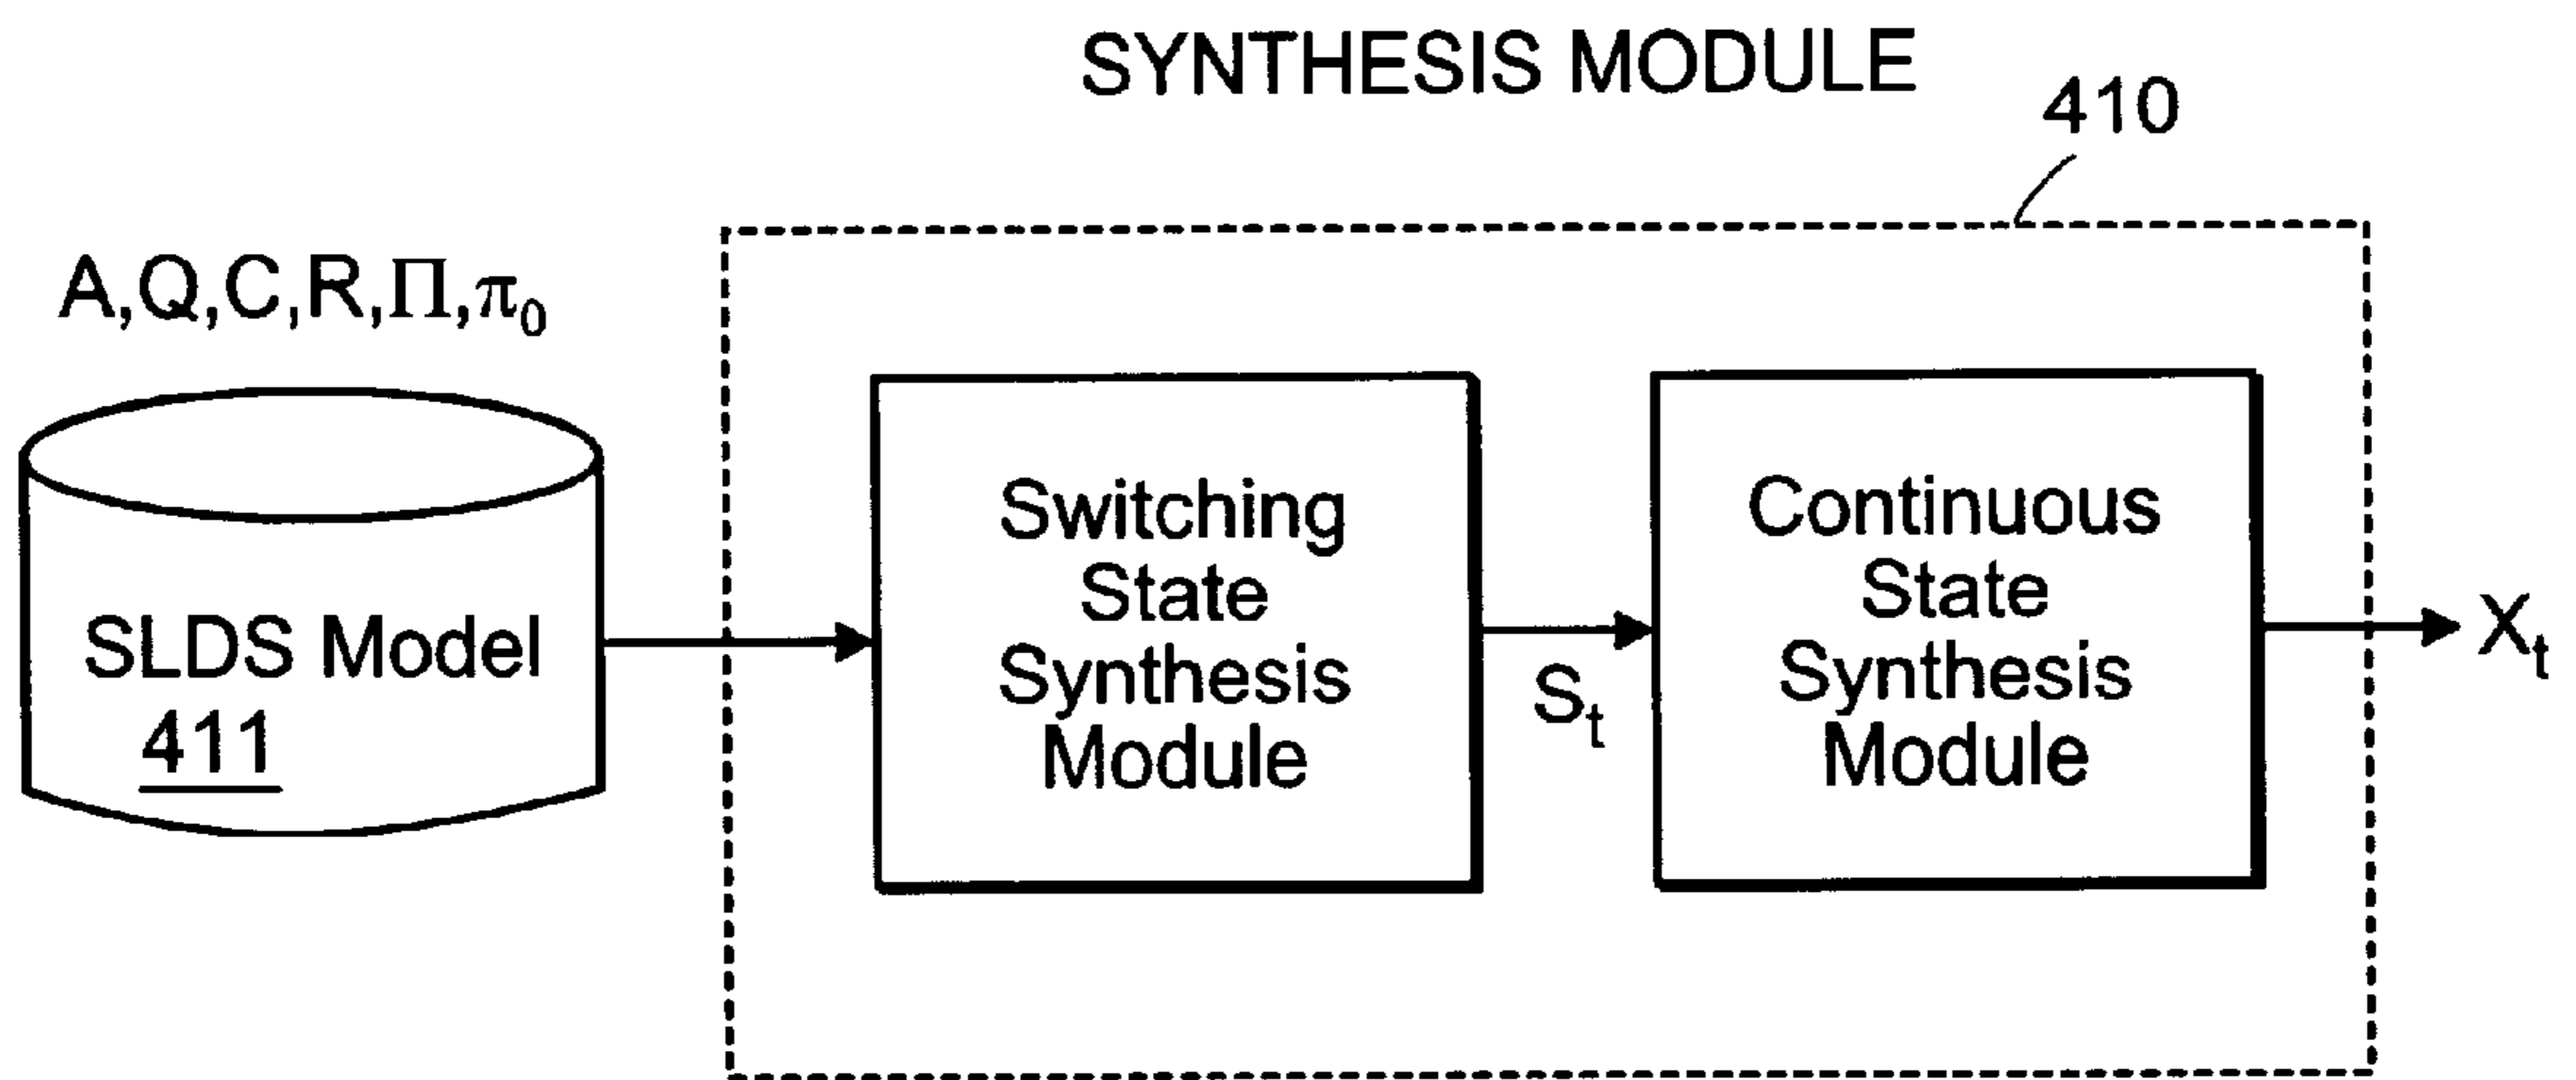 SYNTHESIS MODULE
410
A,Q,C,R,Π,π₀
SLDS Model
411
Switching
State
Synthesis
Module
Sₜ
Continuous
State
Synthesis
Module
Xₜ